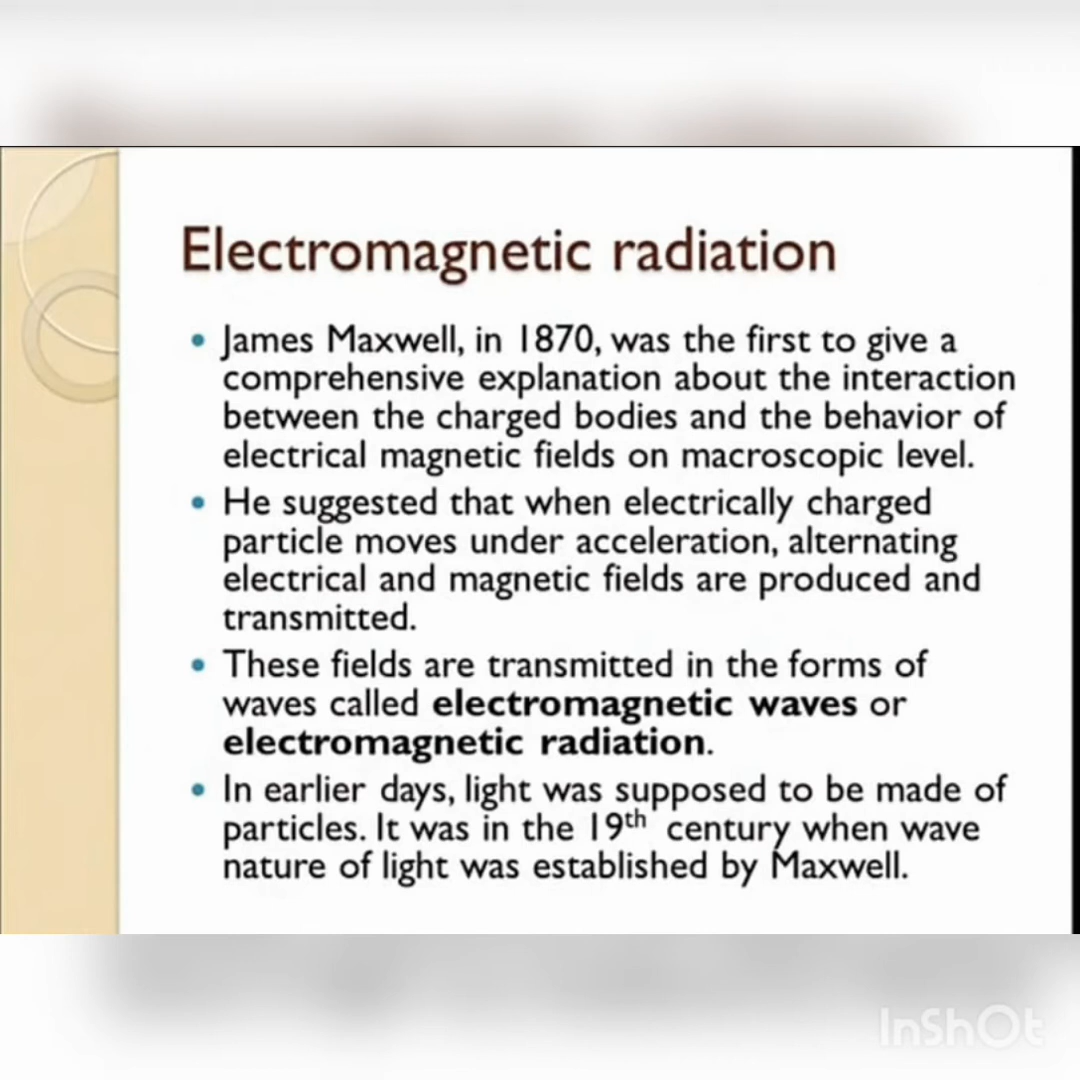 Electromagnetic radiation
• James Maxwell, in 1870, was the first to give a
comprehensive explanation about the interaction
between the charged bodies and the behavior of
electrical magnetic fields on macroscopic level.
• He suggested that when electrically charged
particle moves under acceleration, alternating
electrical and magnetic fields are produced and
transmitted.
• These fields are transmitted in the forms of
waves called electromagnetic waves or
electromagnetic radiation.
• In earlier days, light was supposed to be made of
particles. It was in the 19th century when wave
nature of light was established by Maxwell.
InShOt